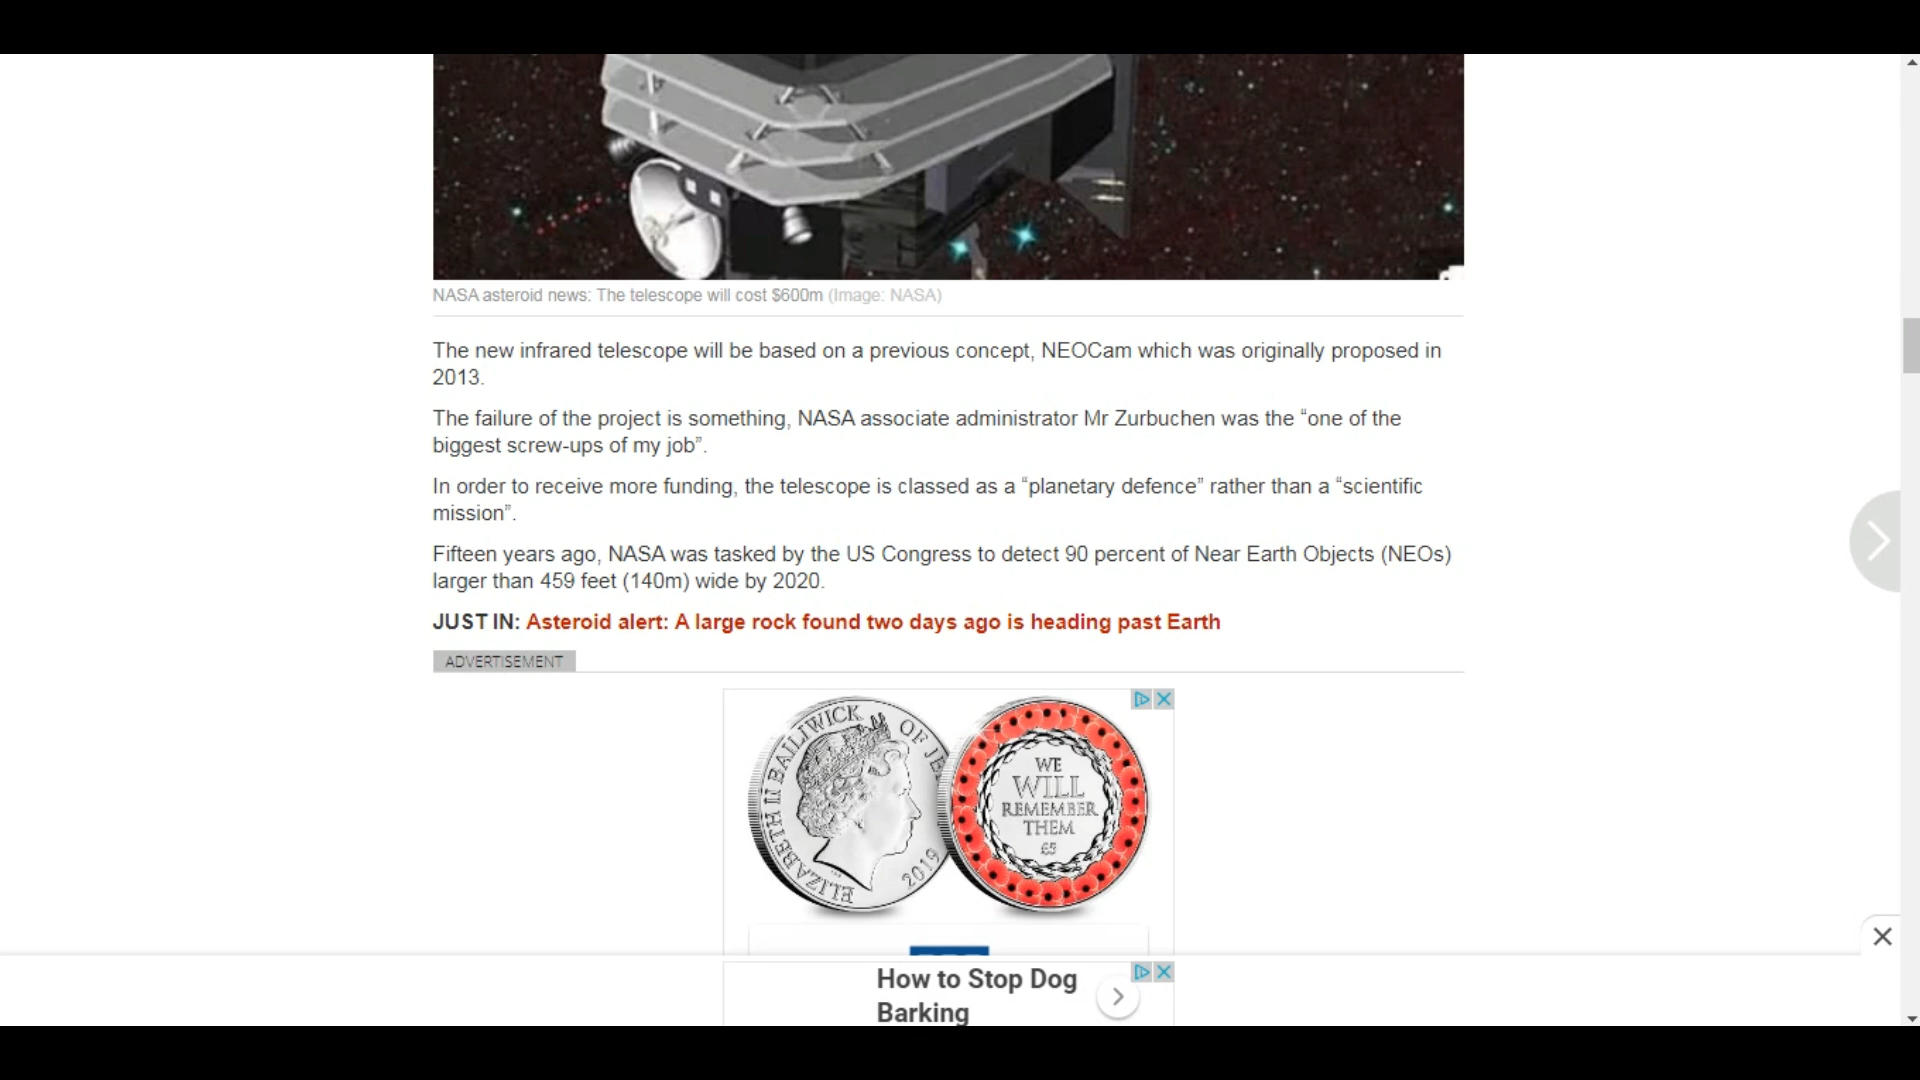 NASA asteroid news: The telescope will cost $600m (Image: NASA)
The new infrared telescope will be based on a previous concept, NEOCam which was originally proposed in
2013.
The failure of the project is something, NASA associate administrator Mr Zurbuchen was the “one of the
biggest screw-ups of my job”.
In order to receive more funding, the telescope is classed as a “planetary defence” rather than a “scientific
mission”.
Fifteen years ago, NASA was tasked by the US Congress to detect 90 percent of Near Earth Objects (NEOs)
larger than 459 feet (140m) wide by 2020.
JUST IN: Asteroid alert: A large rock found two days ago is heading past Earth
ADVERTISEMENT
ELIZABETH II BAILIWICK OF JE
2019
WE
WILL
REMEMBER
THEM
£5
How to Stop Dog
Barking